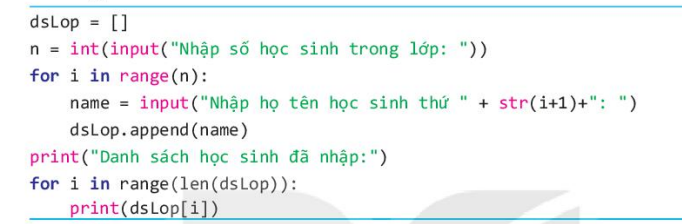 dsLop = []
n = int(input("Nhập số học sinh trong lớp: "))
for i in range(n):
    name = input("Nhập họ tên học sinh thứ " + str(i+1)+": ")
    dsLop.append(name)
print("Danh sách học sinh đã nhập:")
for i in range(len(dsLop)):
    print(dsLop[i])